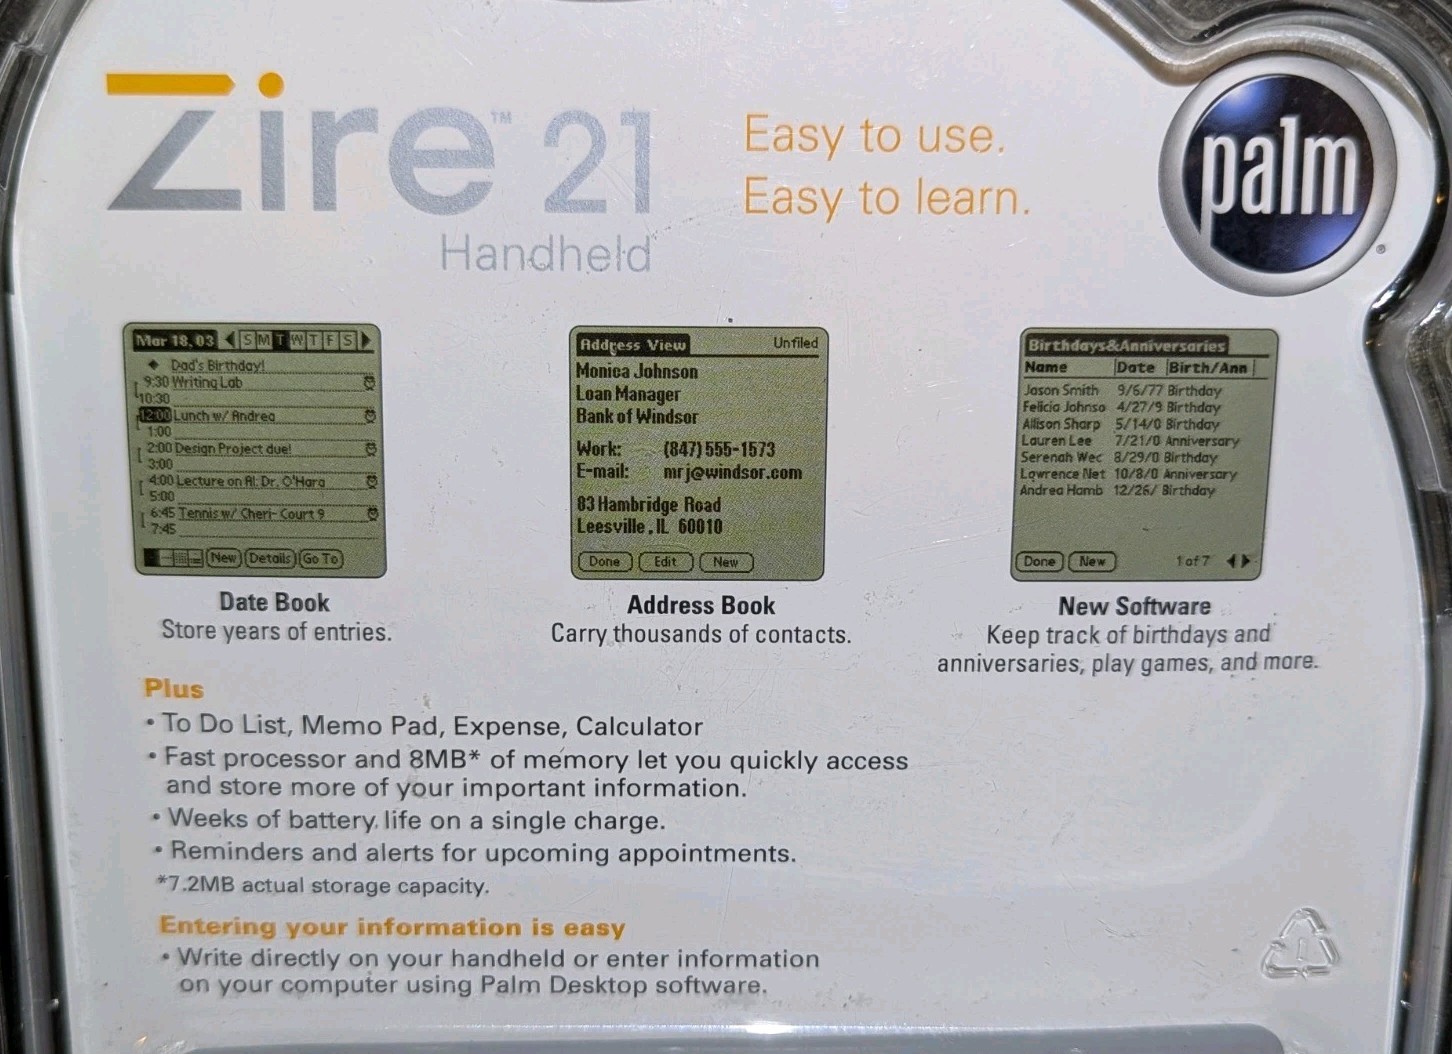 Zire™ 21
Handheld
Easy to use.
Easy to learn.
palm®
Mar 18, 03 S M T W T F S
Dad's Birthday!
9:30 Writing Lab
10:30
12:00 Lunch w/ Andrea
1:00
2:00 Design Project due!
3:00
4:00 Lecture on AI: Dr. O'Hara
5:00
6:45 Tennis w/ Cheri- Court 9
7:45
New Details Go To
Date Book
Store years of entries.
Address View Unfiled
Monica Johnson
Loan Manager
Bank of Windsor
Work: (847) 555-1573
E-mail: mrj@windsor.com
83 Hambridge Road
Leesville, IL 60010
Done Edit New
Address Book
Carry thousands of contacts.
Birthdays&Anniversaries
Name Date Birth/Ann
Jason Smith 9/6/77 Birthday
Felicia Johnso 4/27/9 Birthday
Allison Sharp 5/14/0 Birthday
Lauren Lee 7/21/0 Anniversary
Serenah Wec 8/29/0 Birthday
Lawrence Net 10/8/0 Anniversary
Andrea Hamb 12/26/ Birthday
Done New 1 of 7
New Software
Keep track of birthdays and
anniversaries, play games, and more.
Plus
• To Do List, Memo Pad, Expense, Calculator
• Fast processor and 8MB* of memory let you quickly access
and store more of your important information.
• Weeks of battery life on a single charge.
• Reminders and alerts for upcoming appointments.
*7.2MB actual storage capacity.
Entering your information is easy
• Write directly on your handheld or enter information
on your computer using Palm Desktop software.
1